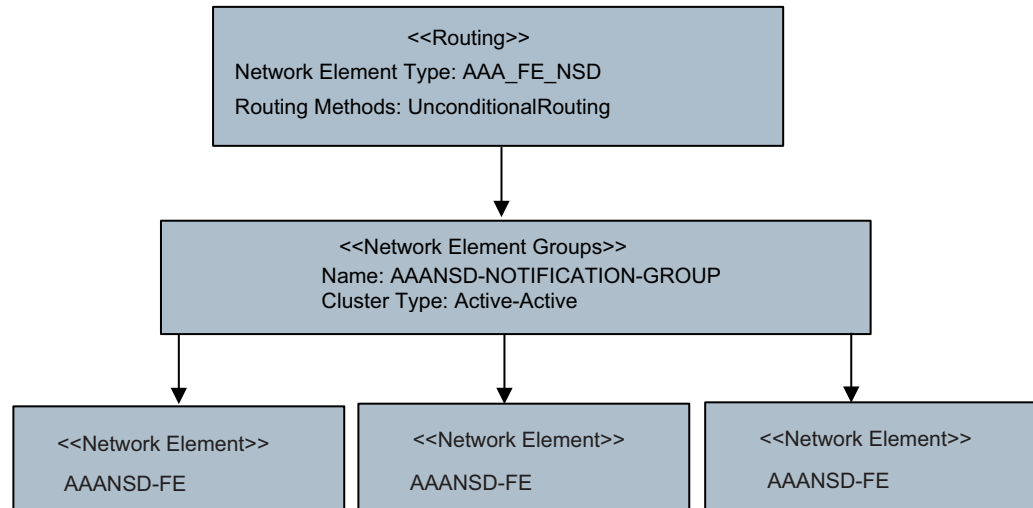 <<Routing>>
Network Element Type: AAA_FE_NSD
Routing Methods: UnconditionalRouting
<<Network Element Groups>>
Name: AAANSD-NOTIFICATION-GROUP
Cluster Type: Active-Active
<<Network Element>>
AAANSD-FE
<<Network Element>>
AAANSD-FE
<<Network Element>>
AAANSD-FE